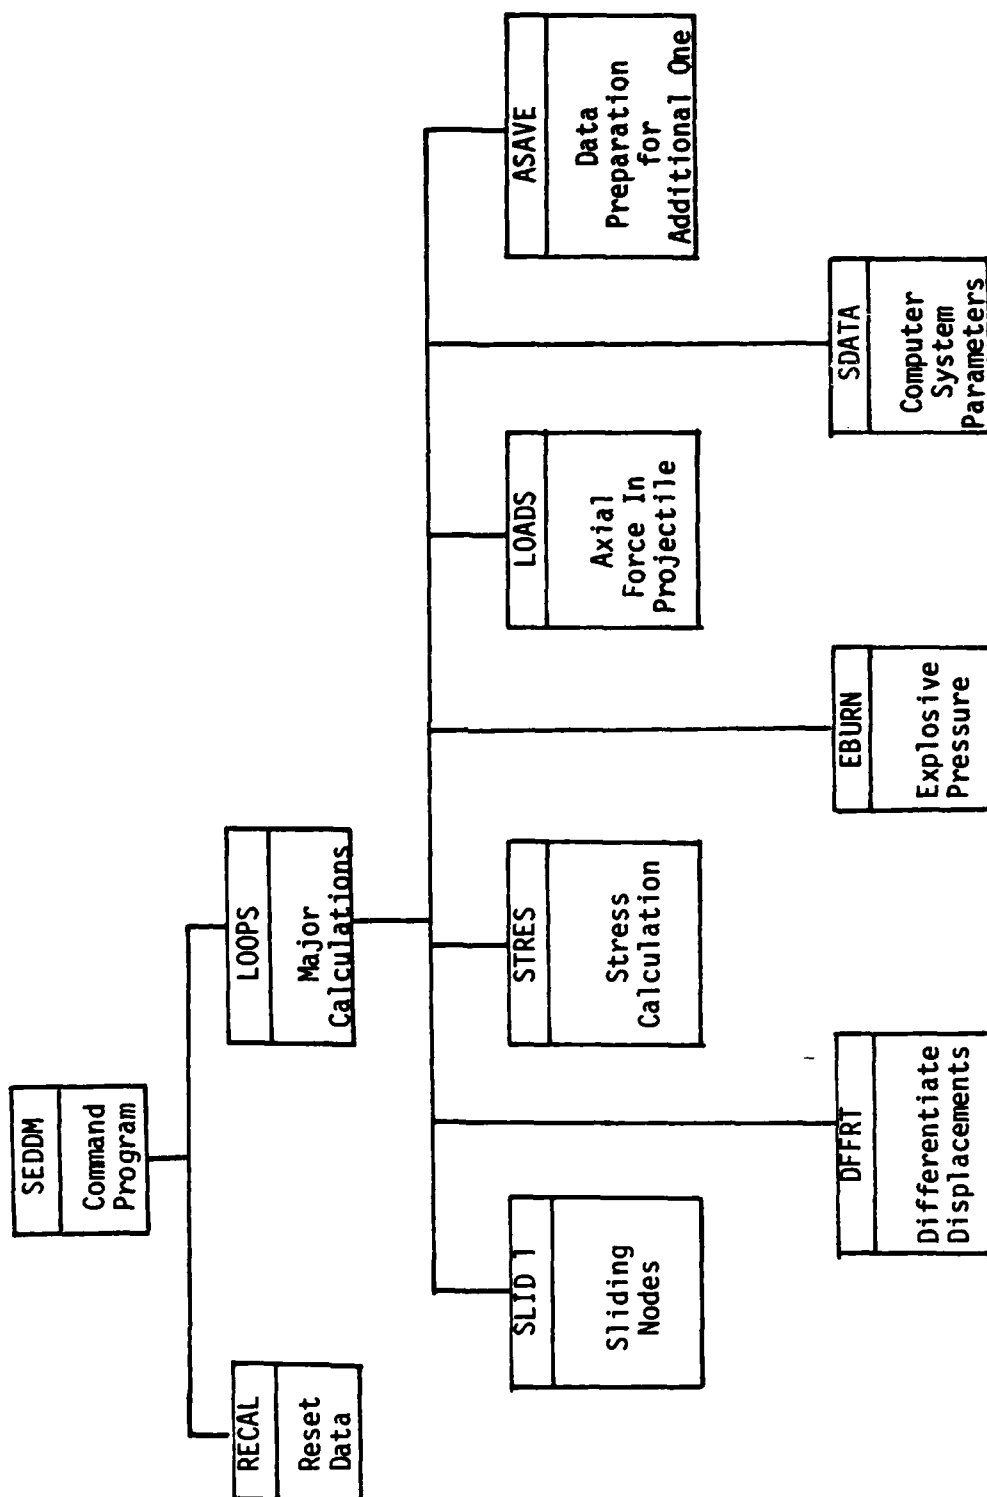 SEDDM
Command
Program
RECAL
Reset
Data
LOOPS
Major
Calculations
SLID 1
Sliding
Nodes
STRES
Stress
Calculation
LOADS
Axial
Force In
Projectile
ASAVE
Data
Preparation
for
Additional One
DFFRT
Differentiate
Displacements
EBURN
Explosive
Pressure
SDATA
Computer
System
Parameters